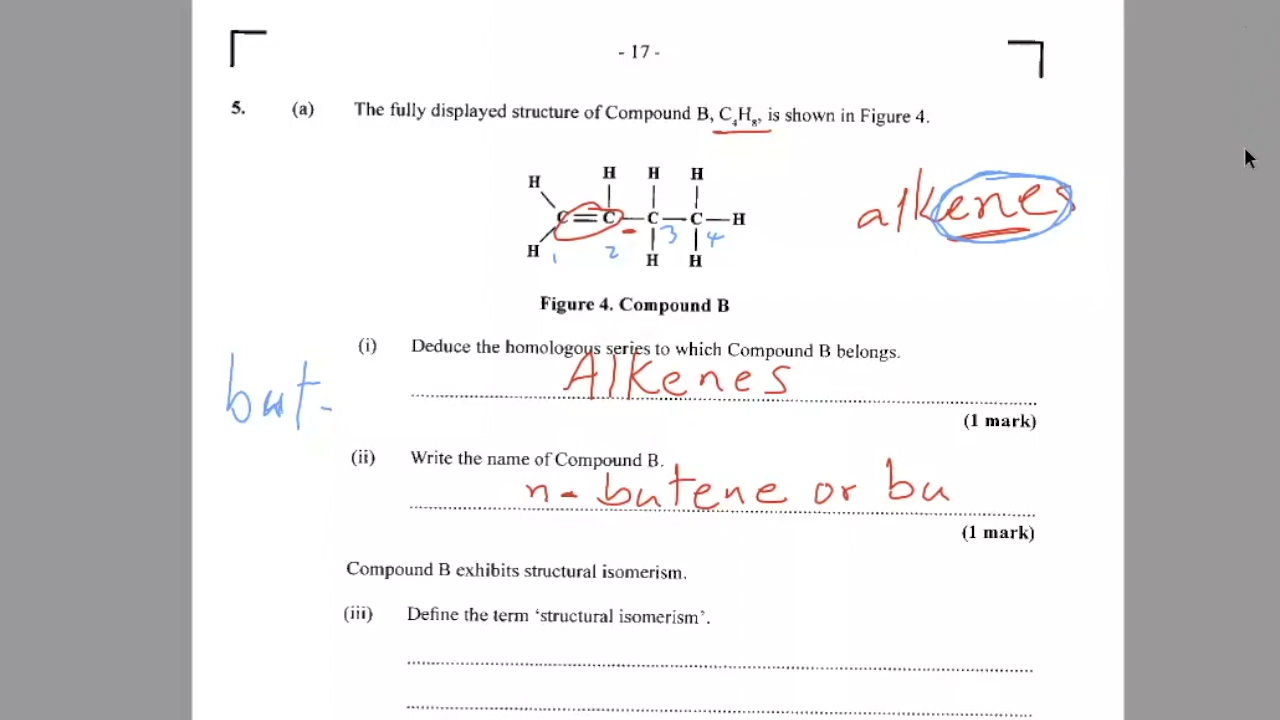 - 17 -
5. (a) The fully displayed structure of Compound B, C₄H₈, is shown in Figure 4.
H H H H
C=C-C-C-H
1 2 3 4
H H H
alkenes
Figure 4. Compound B
(i) Deduce the homologous series to which Compound B belongs.
Alkenes
(1 mark)
but-
(ii) Write the name of Compound B.
n-butene or bu
(1 mark)
Compound B exhibits structural isomerism.
(iii) Define the term ‘structural isomerism’.